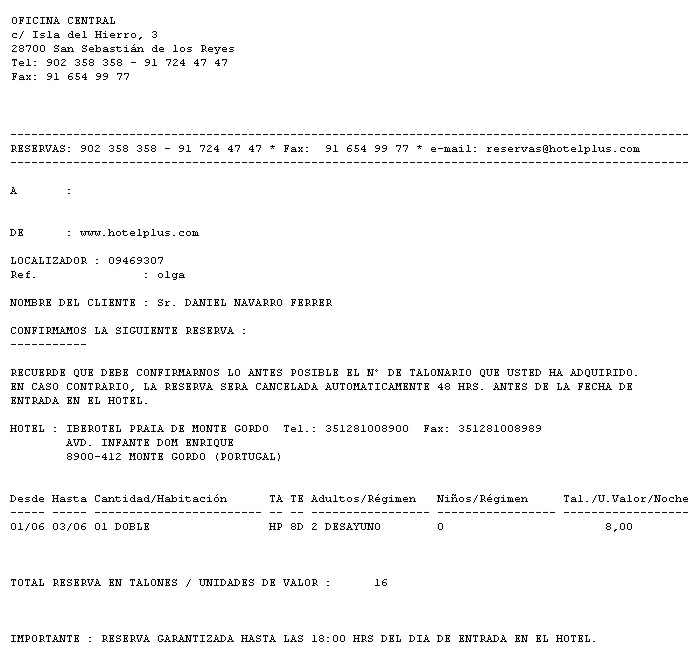 OFICINA CENTRAL
c/ Isla del Hierro, 3
28700 San Sebastián de los Reyes
Tel: 902 358 358 - 91 724 47 47
Fax: 91 654 99 77
--------------------------------------------------------------------------------
RESERVAS: 902 358 358 - 91 724 47 47 * Fax:  91 654 99 77 * e-mail: reservas@hotelplus.com
--------------------------------------------------------------------------------
A       :
DE      : www.hotelplus.com
LOCALIZADOR : 09469307
Ref.               : olga
NOMBRE DEL CLIENTE : Sr. DANIEL NAVARRO FERRER
CONFIRMAMOS LA SIGUIENTE RESERVA :
-----------
RECUERDE QUE DEBE CONFIRMARNOS LO ANTES POSIBLE EL Nº DE TALONARIO QUE USTED HA ADQUIRIDO.
EN CASO CONTRARIO, LA RESERVA SERA CANCELADA AUTOMATICAMENTE 48 HRS. ANTES DE LA FECHA DE
ENTRADA EN EL HOTEL.
HOTEL : IBEROTEL PRAIA DE MONTE GORDO  Tel.: 351281008900  Fax: 351281008989
AVD. INFANTE DOM ENRIQUE
8900-412 MONTE GORDO (PORTUGAL)
Desde Hasta Cantidad/Habitación      TA TE Adultos/Régimen   Niños/Régimen     Tal./U.Valor/Noche
----- ----- ------------------------ -- -- ----------------- ----------------- ------------------
01/06 03/06 01 DOBLE                 HP 8D 2 DESAYUNO        0                       8,00
TOTAL RESERVA EN TALONES / UNIDADES DE VALOR :      16
IMPORTANTE : RESERVA GARANTIZADA HASTA LAS 18:00 HRS DEL DIA DE ENTRADA EN EL HOTEL.